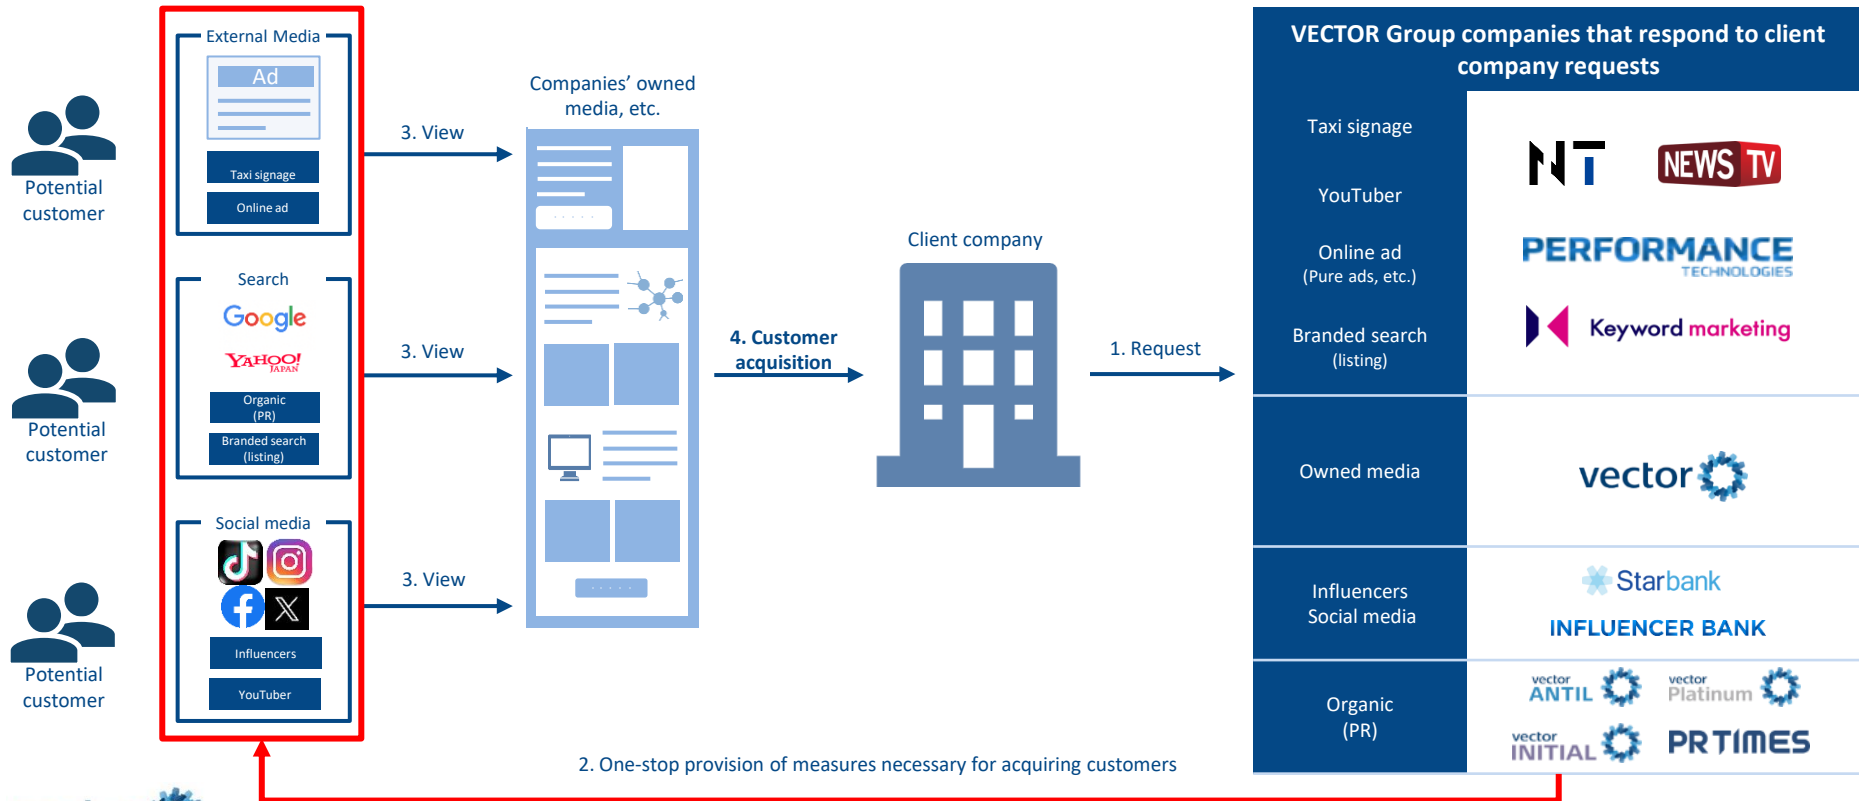 External Media
Ad
Taxi signage
Online ad
Potential
customer
3. View
Companies’ owned
media, etc.
Search
Google
YAHOO!
JAPAN
Organic
(PR)
Branded search
(listing)
Potential
customer
3. View
4. Customer
acquisition
Client company
1. Request
Social media
Influencers
YouTuber
Potential
customer
3. View
2. One-stop provision of measures necessary for acquiring customers
VECTOR Group companies that respond to client
company requests
Taxi signage
YouTuber
Online ad
(Pure ads, etc.)
Branded search
(listing)
NT
NEWS TV
PERFORMANCE
TECHNOLOGIES
Keyword marketing
Owned media
vector
Influencers
Social media
Starbank
INFLUENCER BANK
Organic
(PR)
vector
ANTIL
vector
Platinum
vector
INITIAL
PR TIMES